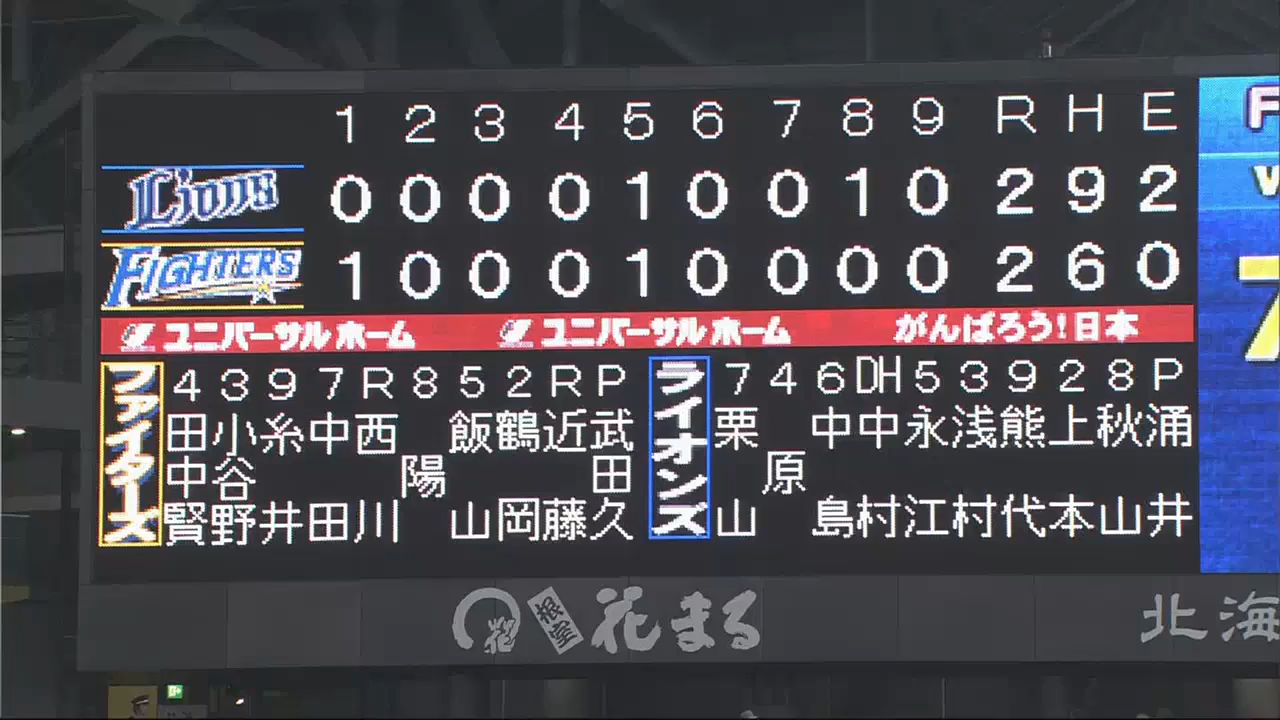 1 2 3 4 5 6 7 8 9 R H E
Lions 0 0 0 0 1 0 0 1 0 2 9 2
FIGHTERS 1 0 0 0 1 0 0 0 0 2 6 0
ユニバーサルホーム ユニバーサルホーム がんばろう!日本
ファイターズ
4 3 9 7 R 8 5 2 R P
田中賢
小谷野
糸井
中田
西川
陽
飯山
鶴岡
近藤
武田久
ライオンズ
7 4 6 DH 5 3 9 2 8 P
栗山
原
中島
中村
永江
浅村
熊代
上本
秋山
涌井
根室 花まる
北海